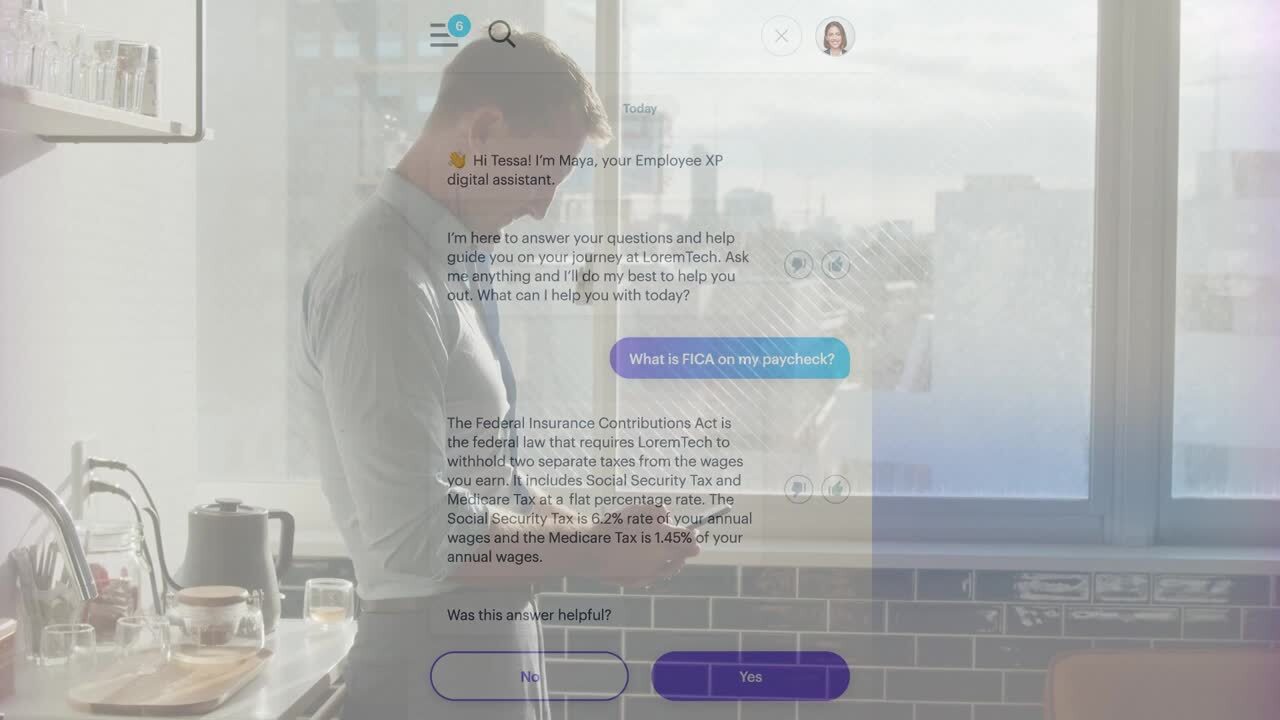 6
Today
👋 Hi Tessa! I'm Maya, your Employee XP
digital assistant.
I'm here to answer your questions and help
guide you on your journey at LoremTech. Ask
me anything and I'll do my best to help you
out. What can I help you with today?
What is FICA on my paycheck?
The Federal Insurance Contributions Act is
the federal law that requires LoremTech to
withhold two separate taxes from the wages
you earn. It includes Social Security Tax and
Medicare Tax at a flat percentage rate. The
Social Security Tax is 6.2% rate of your annual
wages and the Medicare Tax is 1.45% of your
annual wages.
Was this answer helpful?
No
Yes